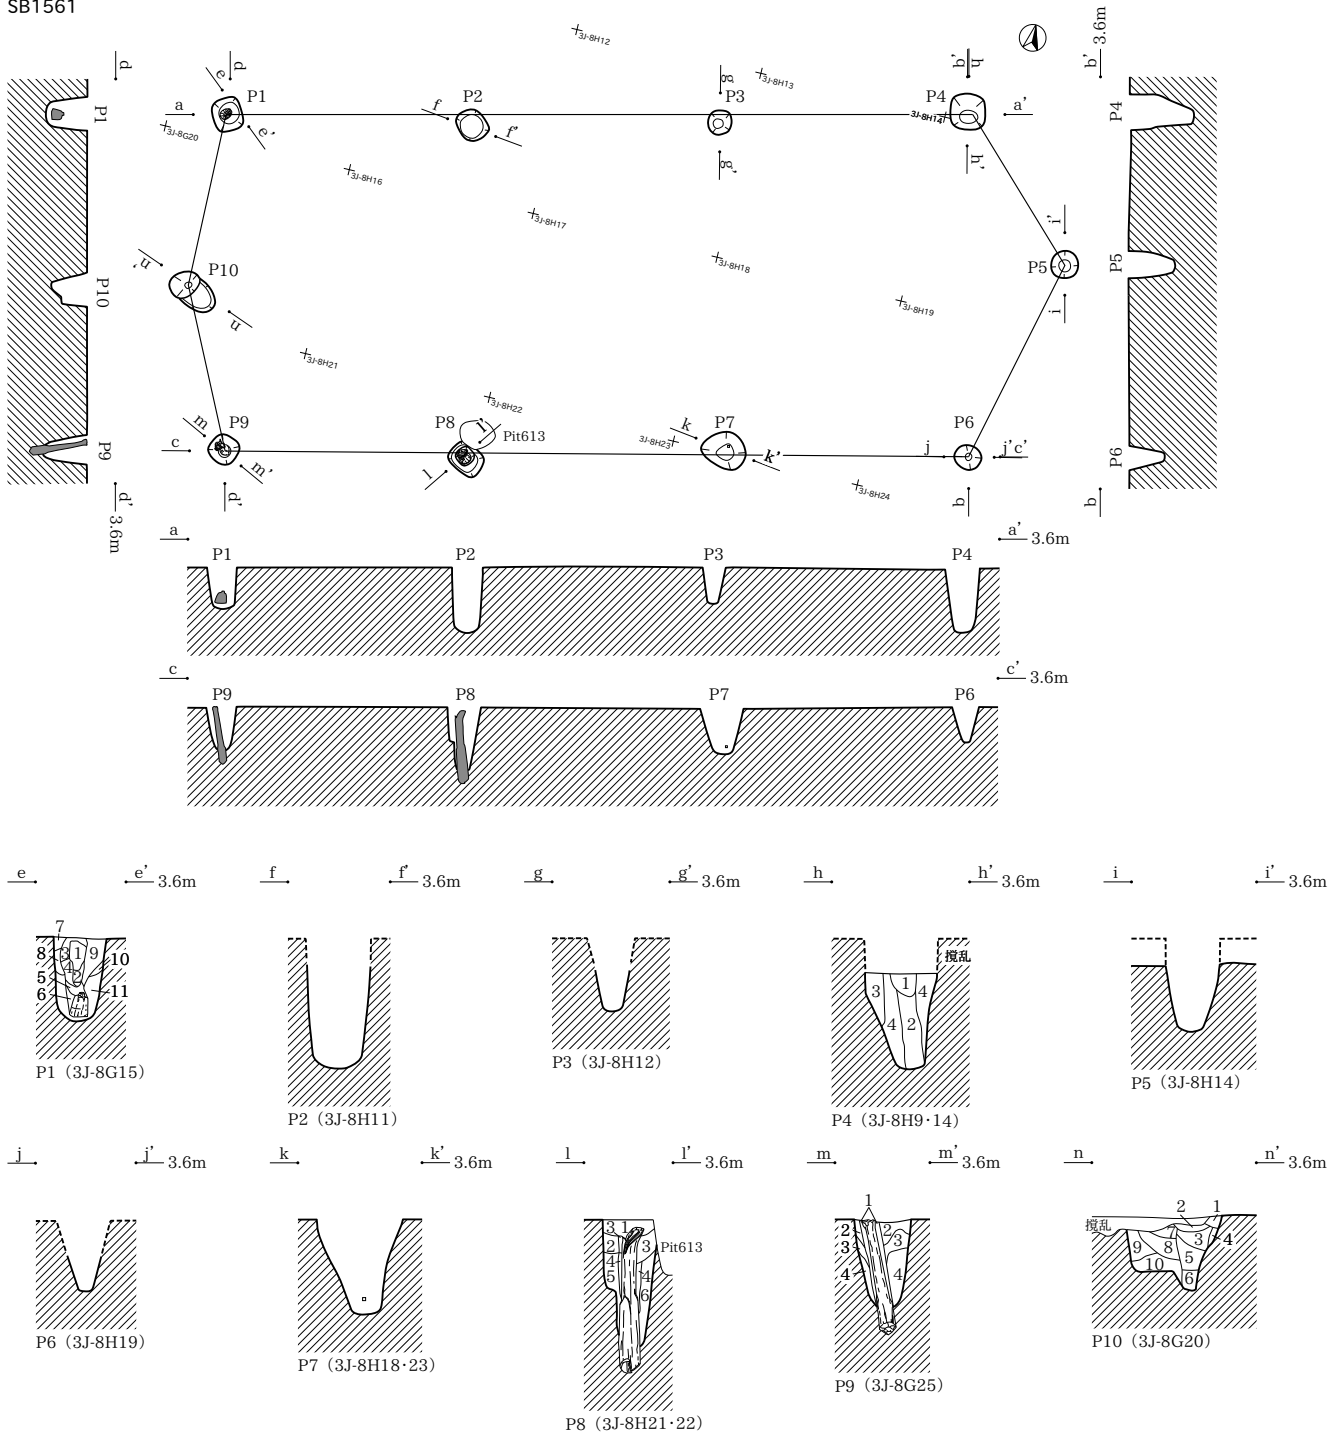 SB1561
3J-8H12
3.6m
d
d
e
P1
a
e'
3J-8G20
f
P2
f'
g
P3
3J-8H13
g'
b'
h
P4
3J-8H14
a'
h'
b'
P4
P1
3J-8H16
3J-8H17
3J-8H18
3J-8H19
i'
P5
i
P5
n'
P10
n
P10
3J-8H21
3J-8H22
m
P9
c
m'
d'
P8
l'
Pit613
l
3J-8H23
k
P7
k'
P6
j
j'
c'
b
3J-8H24
P6
b
P9
d'
3.6m
a
a'
3.6m
P1
P2
P3
P4
c
c'
3.6m
P9
P8
P7
P6
e
e'
3.6m
f
f'
3.6m
g
g'
3.6m
h
h'
3.6m
i
i'
3.6m
7
8
3
1
9
4
2
5
6
10
11
P1(3J-8G15)
P2(3J-8H11)
P3(3J-8H12)
撹乱
1
3
4
4
2
P4(3J-8H9・14)
P5(3J-8H14)
j
j'
3.6m
k
k'
3.6m
l
l'
3.6m
m
m'
3.6m
n
n'
3.6m
P6(3J-8H19)
P7(3J-8H18・23)
3
1
2
3
Pit613
4
4
5
6
P8(3J-8H21・22)
1
2
2
3
3
4
4
P9(3J-8G25)
撹乱
2
1
7
3
4
9
8
5
10
6
P10(3J-8G20)